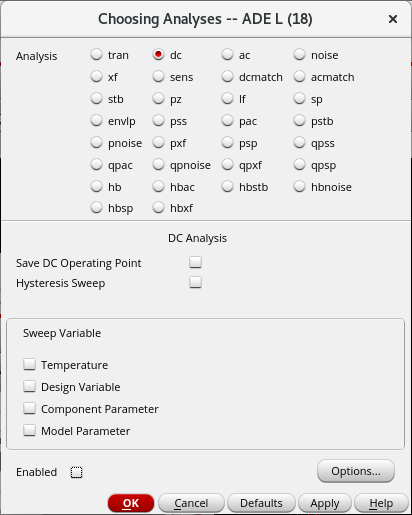 Choosing Analyses -- ADE L (18)
Analysis tran dc ac noise
xf sens dcmatch acmatch
stb pz lf sp
envlp pss pac pstb
pnoise pxf psp qpss
qpac qpnoise qpxf qpsp
hb hbac hbstb hbnoise
hbsp hbxf
DC Analysis
Save DC Operating Point
Hysteresis Sweep
Sweep Variable
Temperature
Design Variable
Component Parameter
Model Parameter
Enabled Options...
OK Cancel Defaults Apply Help